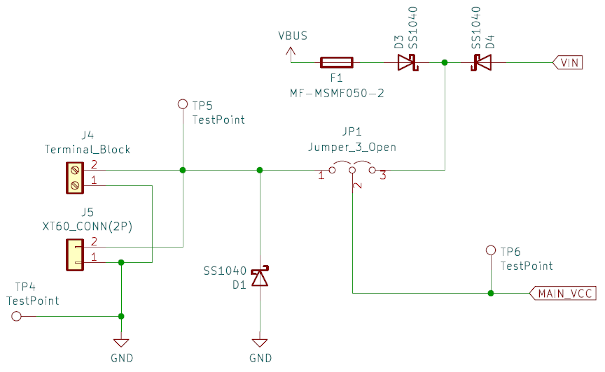 VBUS
D3
SS1040
SS1040
D4
VIN
F1
MF-MSMF050-2
TP5
TestPoint
J4
Terminal_Block
2
1
JP1
Jumper_3_Open
1
2
3
J5
XT60_CONN(2P)
2
1
TP6
TestPoint
SS1040
D1
TP4
TestPoint
MAIN_VCC
GND
GND